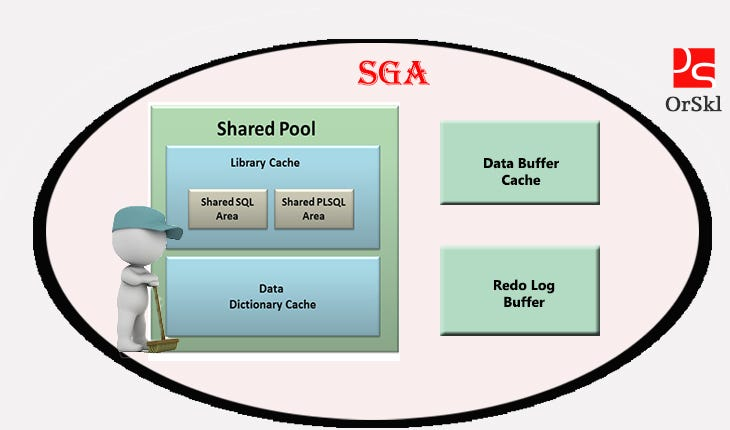 SGA
OrSkl
Shared Pool
Library Cache
Shared SQL
Area
Shared PLSQL
Area
Data
Dictionary Cache
Data Buffer
Cache
Redo Log
Buffer